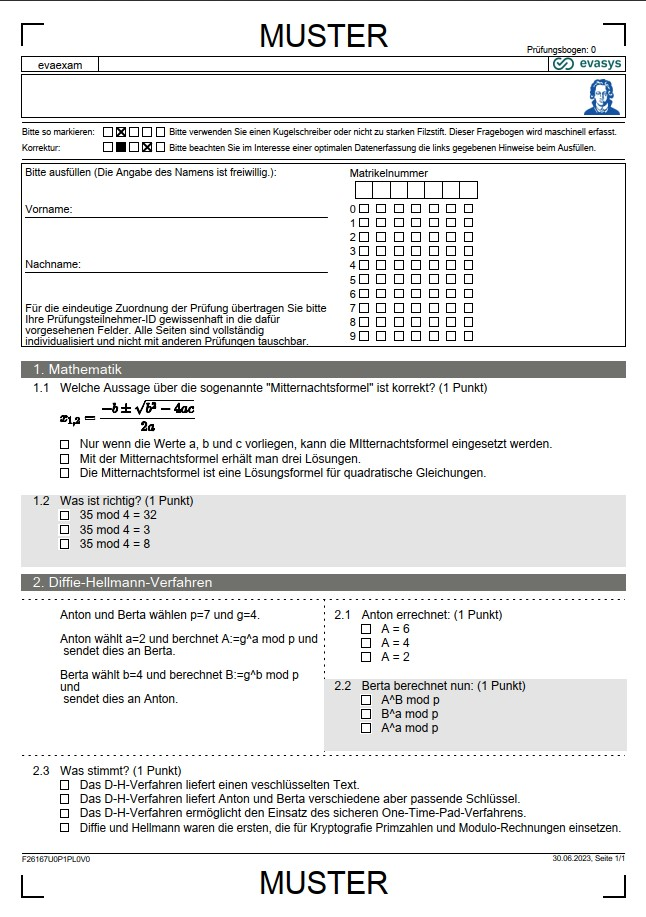 MUSTER
Prüfungsbogen: 0
evaexam
evasys
Bitte so markieren: Bitte verwenden Sie einen Kugelschreiber oder nicht zu starken Filzstift. Dieser Fragebogen wird maschinell erfasst.
Korrektur: Bitte beachten Sie im Interesse einer optimalen Datenerfassung die links gegebenen Hinweise beim Ausfüllen.
Bitte ausfüllen (Die Angabe des Namens ist freiwillig.):
Vorname:
Nachname:
Für die eindeutige Zuordnung der Prüfung übertragen Sie bitte
Ihre Prüfungsteilnehmer-ID gewissenhaft in die dafür
vorgesehenen Felder. Alle Seiten sind vollständig
individualisiert und nicht mit anderen Prüfungen tauschbar.
Matrikelnummer
0
1
2
3
4
5
6
7
8
9
1. Mathematik
1.1 Welche Aussage über die sogenannte "Mitternachtsformel" ist korrekt? (1 Punkt)
x₁,₂ = (-b ± √(b² − 4ac)) / 2a
Nur wenn die Werte a, b und c vorliegen, kann die MItternachtsformel eingesetzt werden.
Mit der Mitternachtsformel erhält man drei Lösungen.
Die Mitternachtsformel ist eine Lösungsformel für quadratische Gleichungen.
1.2 Was ist richtig? (1 Punkt)
35 mod 4 = 32
35 mod 4 = 3
35 mod 4 = 8
2. Diffie-Hellmann-Verfahren
Anton und Berta wählen p=7 und g=4.
Anton wählt a=2 und berchnet A:=g^a mod p und
sendet dies an Berta.
Berta wählt b=4 und berechnet B:=g^b mod p
und
sendet dies an Anton.
2.1 Anton errechnet: (1 Punkt)
A = 6
A = 4
A = 2
2.2 Berta berechnet nun: (1 Punkt)
A^B mod p
B^a mod p
A^a mod p
2.3 Was stimmt? (1 Punkt)
Das D-H-Verfahren liefert einen veschlüsselten Text.
Das D-H-Verfahren liefert Anton und Berta verschiedene aber passende Schlüssel.
Das D-H-Verfahren ermöglicht den Einsatz des sicheren One-Time-Pad-Verfahrens.
Diffie und Hellmann waren die ersten, die für Kryptografie Primzahlen und Modulo-Rechnungen einsetzen.
F26167U0P1PL0V0
30.06.2023, Seite 1/1
MUSTER